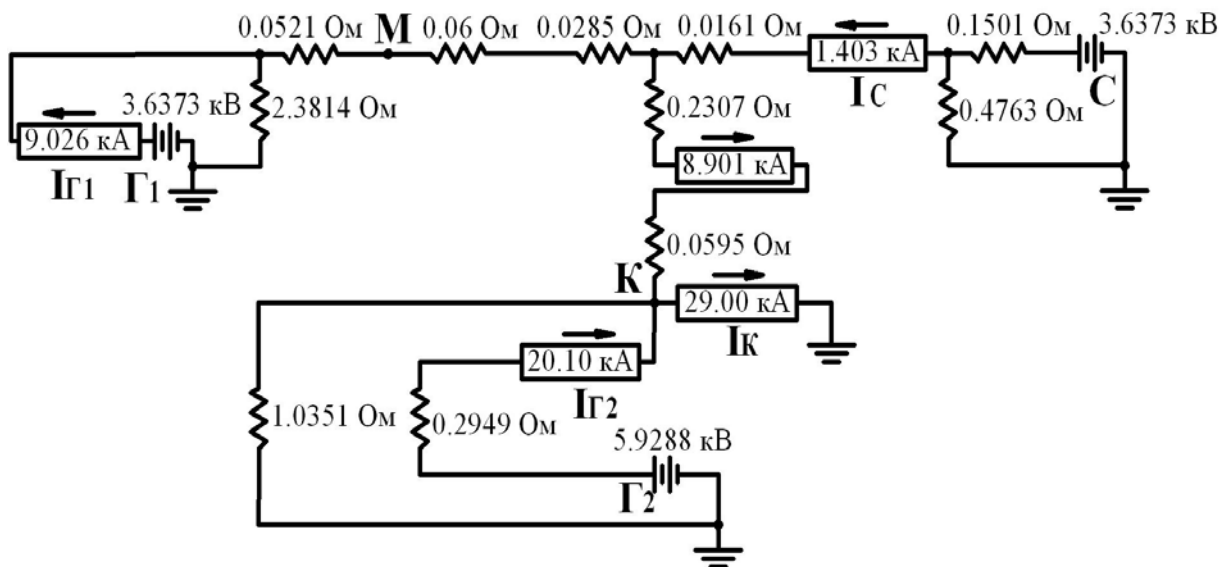 0.0521 Ом
М
0.06 Ом
0.0285 Ом
0.0161 Ом
1.403 кА
IС
0.1501 Ом
3.6373 кВ
С
0.4763 Ом
3.6373 кВ
2.3814 Ом
9.026 кА
IГ1
Г1
0.2307 Ом
8.901 кА
0.0595 Ом
К
29.00 кА
IК
20.10 кА
IГ2
1.0351 Ом
0.2949 Ом
5.9288 кВ
Г2